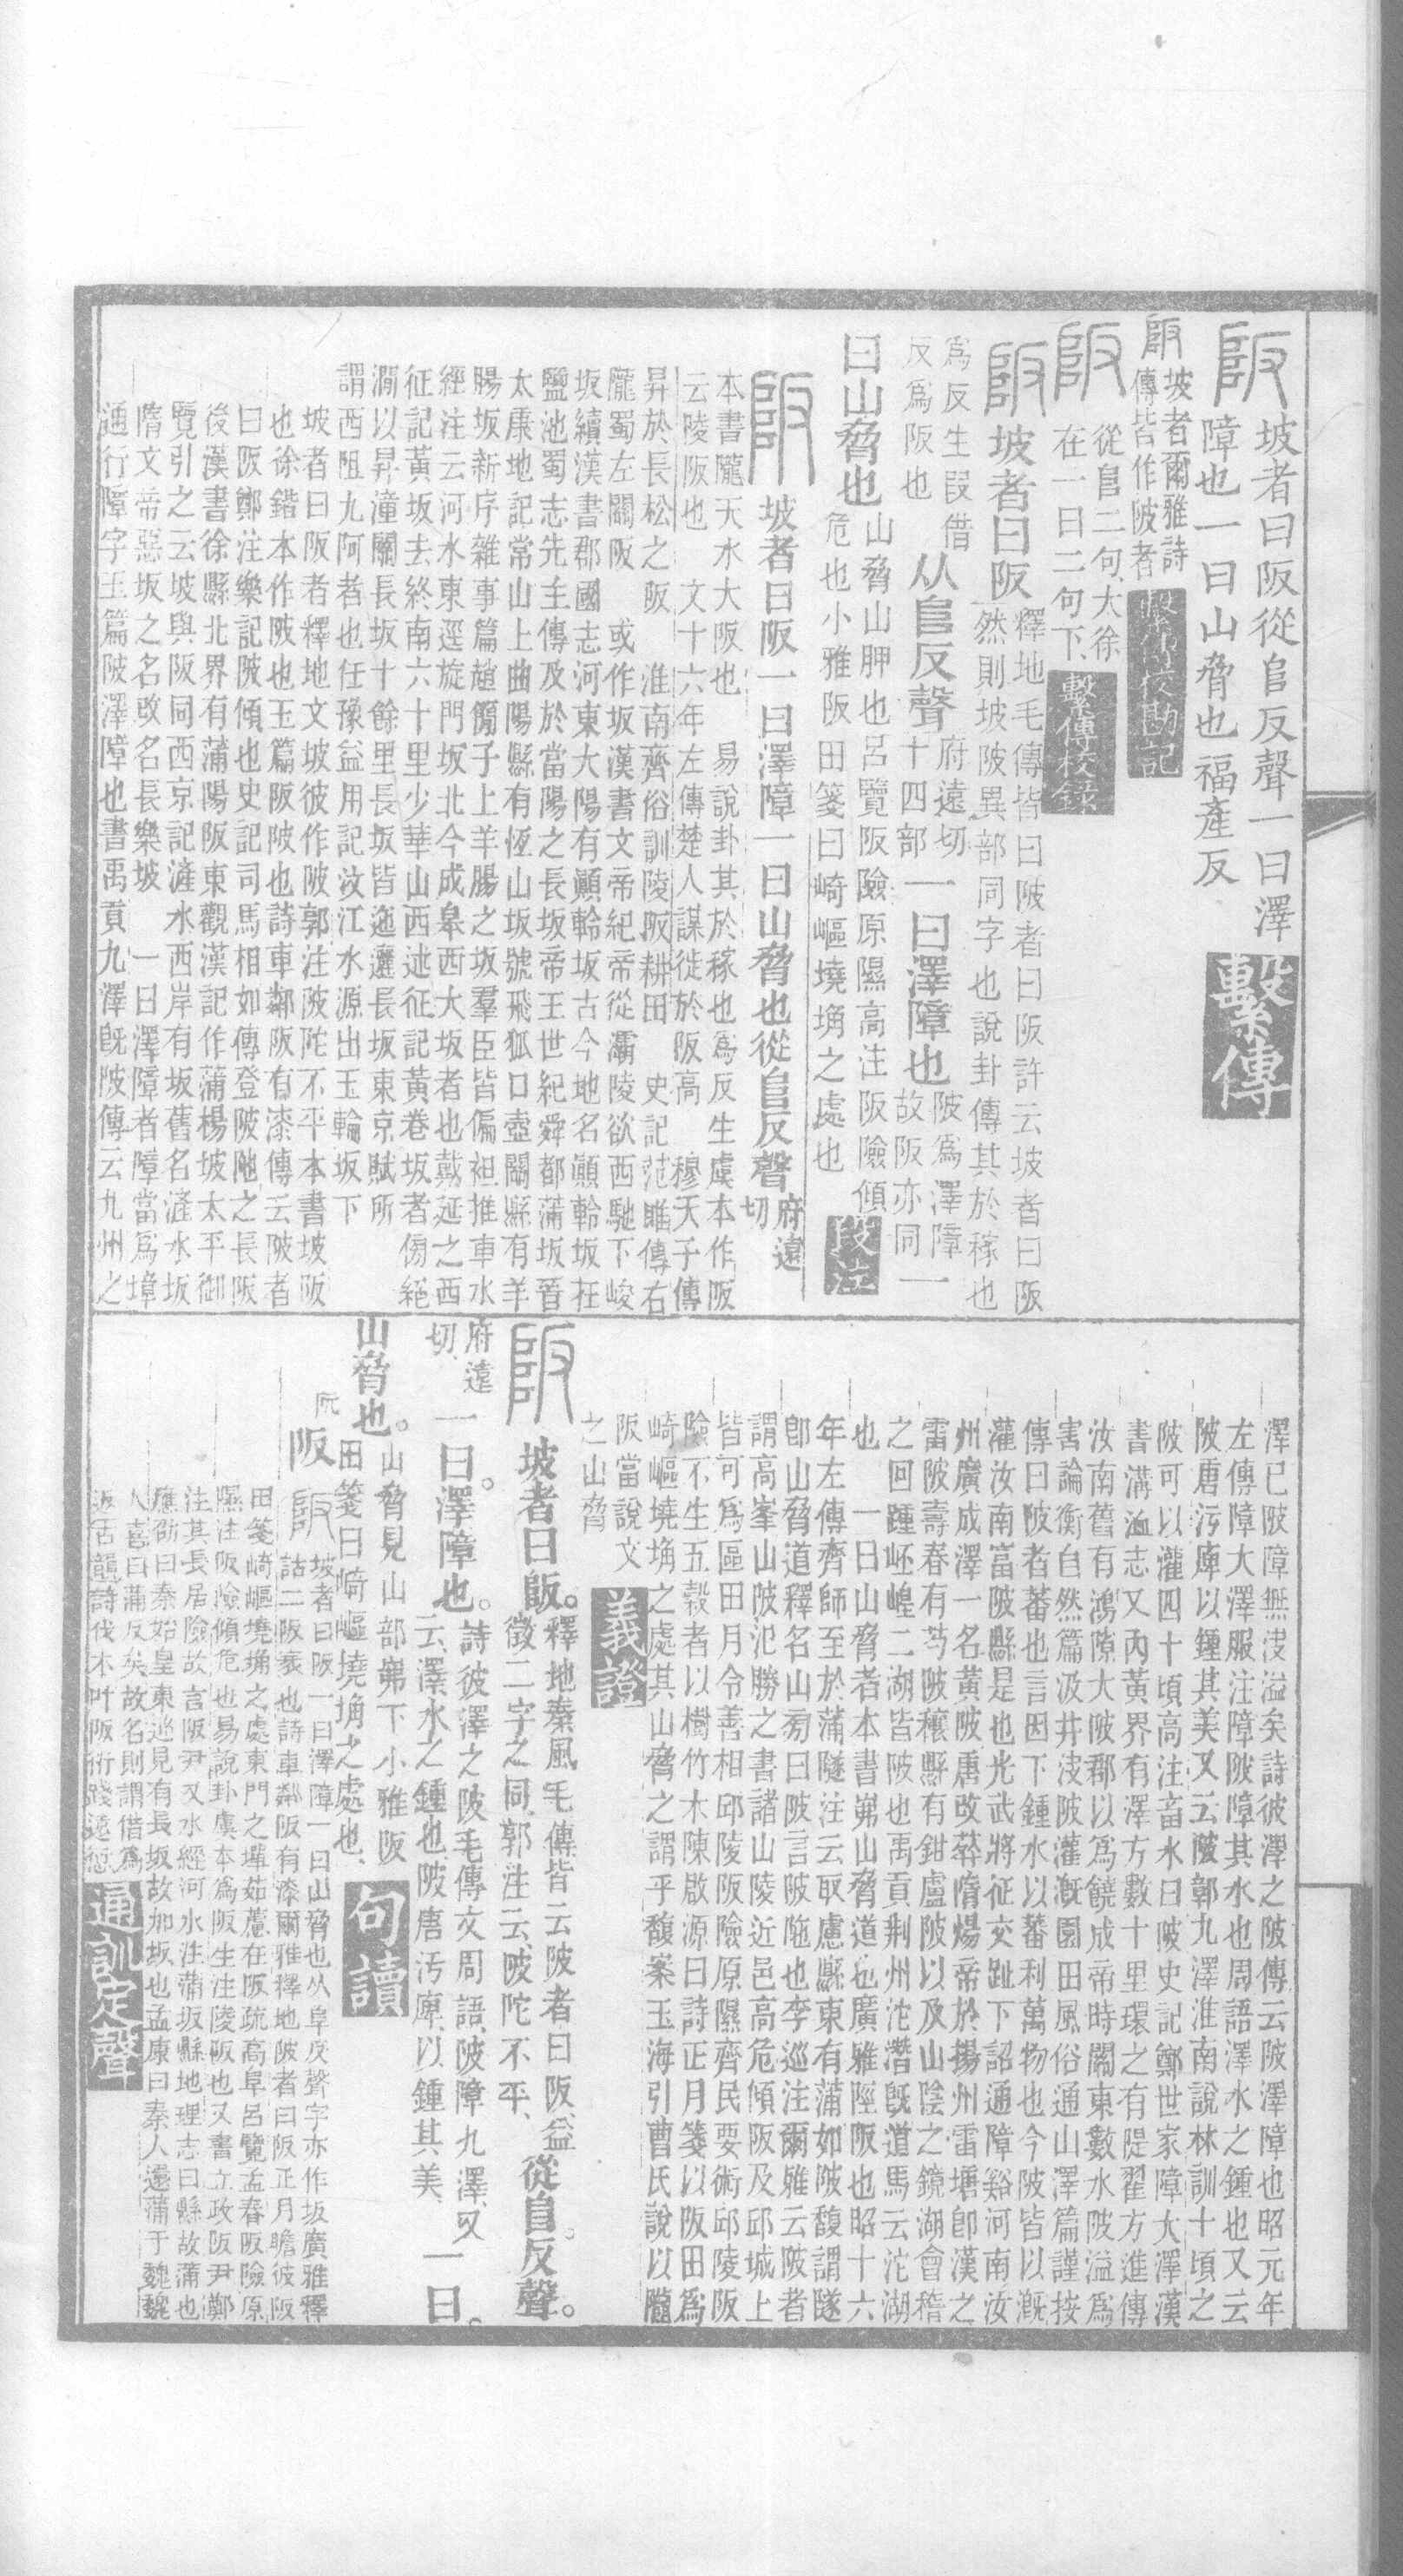 阪
坡者曰阪從𨸏反聲一曰澤
障也一曰山脅也福產反
繫傳
阪坡者爾雅詩
傳皆作陂者
繫傳校勘記
阪
從𨸏二句大徐
在一曰二句下
繫傳校錄
阪坡者曰阪
釋地毛傳皆曰陂者曰阪許云坡者曰阪
然則坡陂異部同字也說卦傳其於稼也
為反生叚借
反為阪也
从𨸏反聲
府遠切
十四部
一曰澤障也
陂為澤障
故阪亦同
一
曰山脅也
山脅山胛也呂覽阪險原隰高注阪險傾
危也小雅阪田箋曰崎嶇墝埆之處也
段注
阪
坡者曰阪一曰澤障一曰山脅也從𨸏反聲
府遠
切
本書隴天水大阪也 易說卦其於稼也為反生虞本作阪
云陵阪也 文十六年左傳楚人謀徙於阪高 穆天子傳
昇於長松之阪 淮南齊俗訓陵阪耕田 史記范雎傳右
隴蜀左關阪 或作坂漢書文帝紀帝從灞陵欲西馳下峻
坂續漢書郡國志河東大陽有顚軨坂古今地名顚軨坂在
鹽池蜀志先主傳及於當陽之長坂帝王世紀舜都蒲坂晉
太康地記常山上曲陽縣有恆山坂號飛狐口壺關縣有羊
腸坂新序雜事篇趙簡子上羊腸之坂羣臣皆偏袒推車水
經注云河水東逕旋門坂北今成皋西大坂者也戴延之西
征記黃坂去終南六十里少華山西述征記黃巷坂者傍絕
澗以昇潼關長坂十餘里長坂皆迤邐長坂東京賦所
謂西阻九阿者也任豫益用記汶江水源出玉輪坂下
坡者曰阪者釋地文坡彼作陂郭注陂陀不平本書坡阪
也徐鍇本作陂也玉篇阪陂也詩車鄰阪有漆傳云陂者
曰阪鄭注樂記陂傾也史記司馬相如傳登陂阤之長阪
後漢書徐縣北界有蒲陽阪東觀漢記作蒲楊坡太平御
覽引之云坡與阪同西京記滻水西岸有坂舊名滻水坂
隋文帝惡坂之名改名長樂坡 一曰澤障者障當為墇
通行障字玉篇陂澤障也書禹貢九澤旣陂傳云九州之
澤已陂障無決溢矣詩彼澤之陂傳云陂澤障也昭元年
左傳障大澤服注障陂障其水也周語澤水之鍾也又云
陂唐污庳以鍾其美又云陂鄣九澤淮南說林訓十頃之
陂可以灌四十頃高注畜水曰陂史記鄭世家障大澤漢
書溝洫志又內黃界有澤方數十里環之有隄翟方進傳
汝南舊有鴻隙大陂郡以為饒成帝時關東數水陂溢為
害論衡自然篇汲井決陂灌溉園田風俗通山澤篇謹按
傳曰陂者蕃也言因下鍾水以蕃利萬物也今陂皆以溉
灌汝南富陂縣是也光武將征交趾下詔通障谿河南汝
州廣成澤一名黃陂唐改葬隋煬帝於揚州雷塘卽漢之
雷陂壽春有芍陂穰縣有鉗盧陂以及山陰之鏡湖會稽
之回踵岯崲二湖皆陂也禹貢荆州沱濳旣道馬云沱湖
也 一曰山脅者本書崵山脅道也廣雅陘阪也昭十六
年左傳齊師至於蒲隧注云取慮縣東有蒲如陂馥謂隧
卽山脅道釋名山旁曰陂言陂陁也李巡注爾雅云陂者
謂高峯山陂氾勝之書諸山陵近邑高危傾阪及邱城上
皆可為區田月令善相邱陵阪險原隰齊民要術邱陵阪
險不生五穀者以樹竹木陳啟源曰詩正月箋以阪田為
崎嶇墝埆之處其山脅之謂乎馥案玉海引曹氏說以隴
阪當說文
之山脅
義證
阪
坡者曰阪。
釋地秦風毛傳皆云陂者曰阪益
徵二字之同郭注云陂陀不平、
從𨸏。反聲。
府遠
切、
一曰。澤障也。
詩彼澤之陂毛傳文周語陂障九澤又
云、澤水之鍾也、陂唐汚庳以鍾其美、
一曰。
山脅也。
山脅見山部崵下小雅阪
田箋曰崎嶇墝埆之處也、
句讀
阮
阪
坡者曰阪一曰澤障一曰山脅也从阜反聲字亦作坂廣雅釋
詁二阪衺也詩車鄰阪有漆爾雅釋地陂者曰阪正月瞻彼阪
田箋崎嶇墝埆之處東門之墠茹藘在阪疏高阜呂覽孟春阪險原
隰注阪險傾危也易說卦虞本為阪生注陵阪也又書立政阪尹鄭
注其長居險故言阪尹又水經河水注蒲坂縣地理志曰縣故蒲也
應劭曰秦始皇東巡見有長坂故加坂也孟康曰秦人還蒲于魏魏
人喜曰蒲反矣故名則謂借為
叛古韻詩伐木叶阪衍踐遠愆
通訓定聲